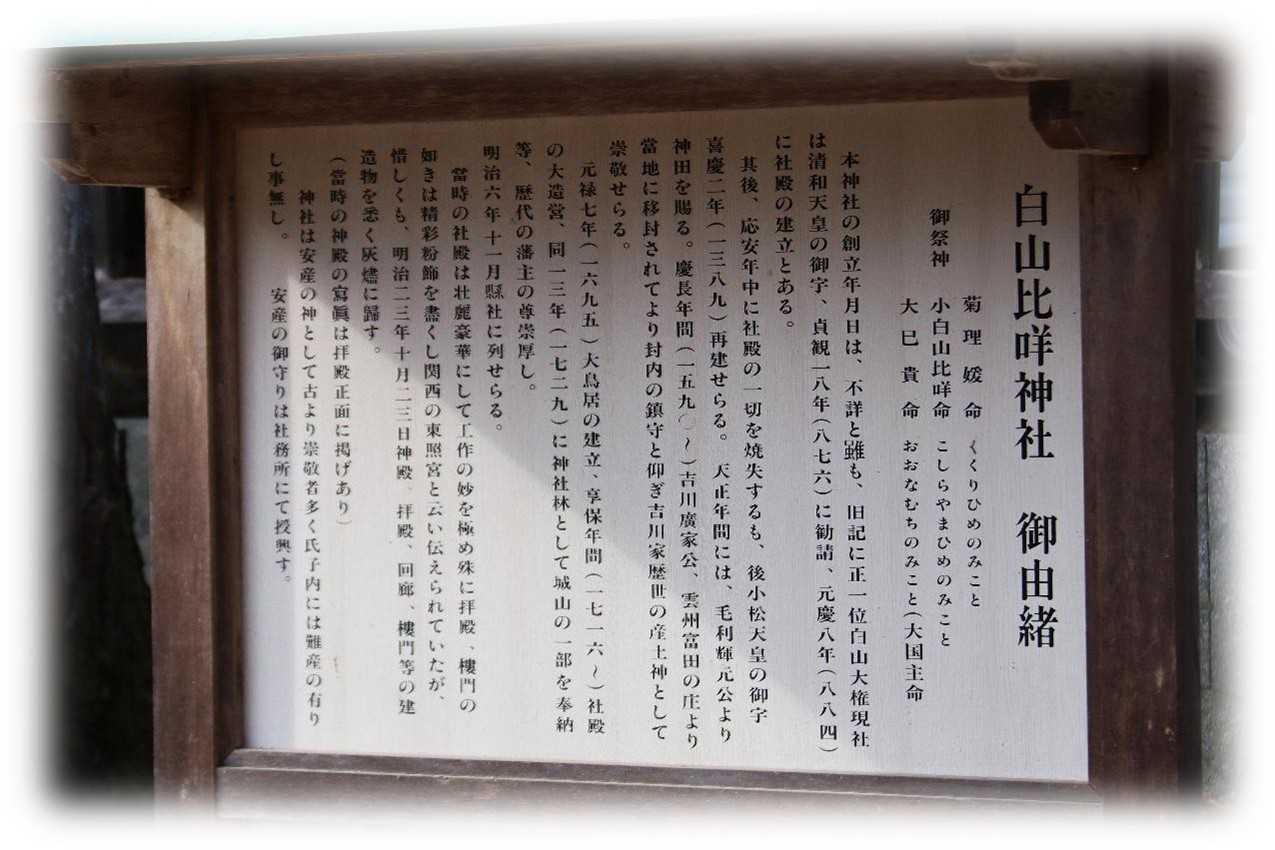 白山比咩神社　御由緒
菊理媛命　くくりひめのみこと
御祭神　小白山比咩命　こしらやまひめのみこと
大巳貴命　おおなむちのみこと(大国主命
本神社の創立年月日は、不詳と雖も、旧記に正一位白山大権現社
は清和天皇の御宇、貞観一八年(八七六)に勧請、元慶八年(八八四)
に社殿の建立とある。
其後、応安年中に社殿の一切を焼失するも、後小松天皇の御宇
喜慶二年(一三八九)再建せらる。天正年間には、毛利輝元公より
神田を賜る。慶長年間(一五九〇～)吉川廣家公、雲州富田の庄より
當地に移封されてより封内の鎮守と仰ぎ吉川家歴世の産土神として
崇敬せらる。
元禄七年(一六九五)大鳥居の建立、享保年間(一七一六～)社殿
の大造営、同一三年(一七二九)に神社林として城山の一部を奉納
等、歴代の藩主の尊崇厚し。
明治六年十一月縣社に列せらる。
當時の社殿は壮麗豪華にして工作の妙を極め殊に拝殿、樓門の
如きは精彩粉飾を盡くし関西の東照宮と云い伝えられていたが、
惜しくも、明治二三年十月二三日神殿、拝殿、回廊、樓門等の建
造物を悉く灰燼に歸す。
(當時の神殿の寫眞は拝殿正面に掲げあり)
神社は安産の神として古より崇敬者多く氏子内には難産の有り
し事無し。　安産の御守りは社務所にて授興す。